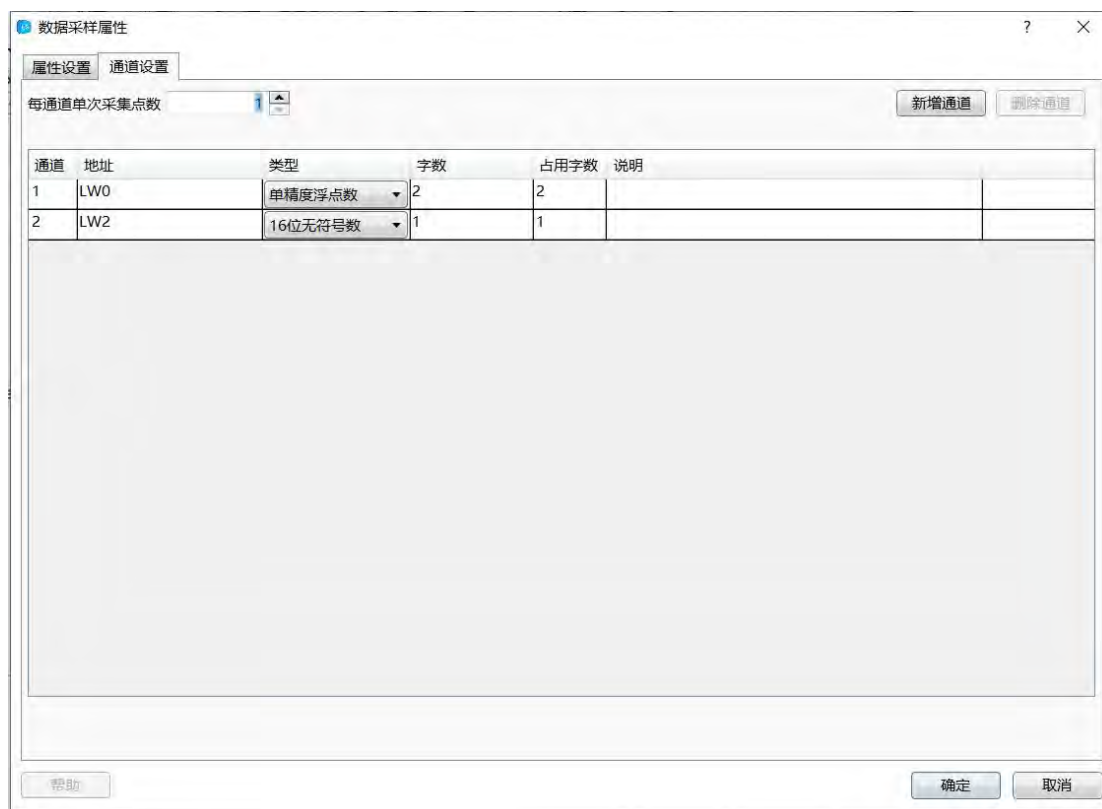 数据采样属性 ?
属性设置 通道设置
每通道单次采集点数 1 新增通道 删除通道
通道 地址 类型 字数 占用字数 说明
1 LW0 单精度浮点数 2 2
2 LW2 16位无符号数 1 1
帮助 确定 取消